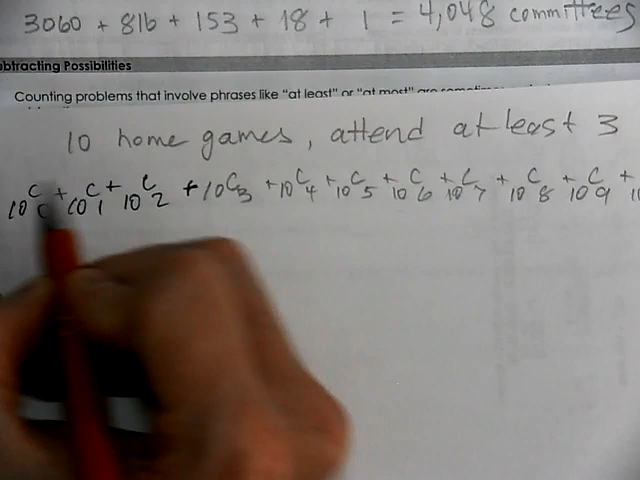 3060 + 816 + 153 + 18 + 1 = 4,048 committees
ubtracting Possibilities
Counting problems that involve phrases like "at least" or "at most" are
10 home games, attend at least 3
10C0 + 10C1 + 10C2 + 10C3 + 10C4 + 10C5 + 10C6 + 10C7 + 10C8 + 10C9 +